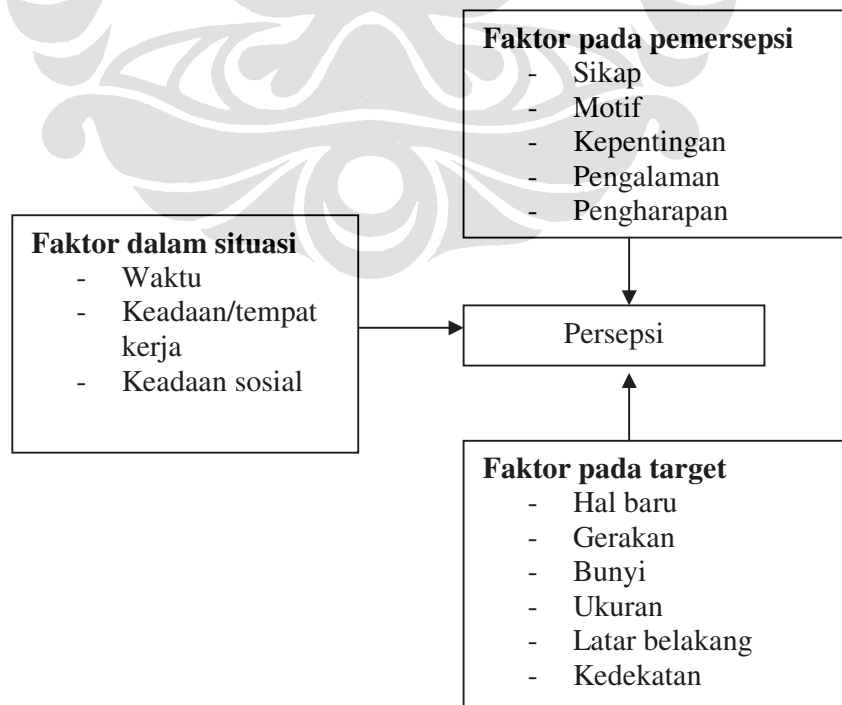 Faktor pada pemersepsi
- Sikap
- Motif
- Kepentingan
- Pengalaman
- Pengharapan
Faktor dalam situasi
- Waktu
- Keadaan/tempat
kerja
- Keadaan sosial
Persepsi
Faktor pada target
- Hal baru
- Gerakan
- Bunyi
- Ukuran
- Latar belakang
- Kedekatan